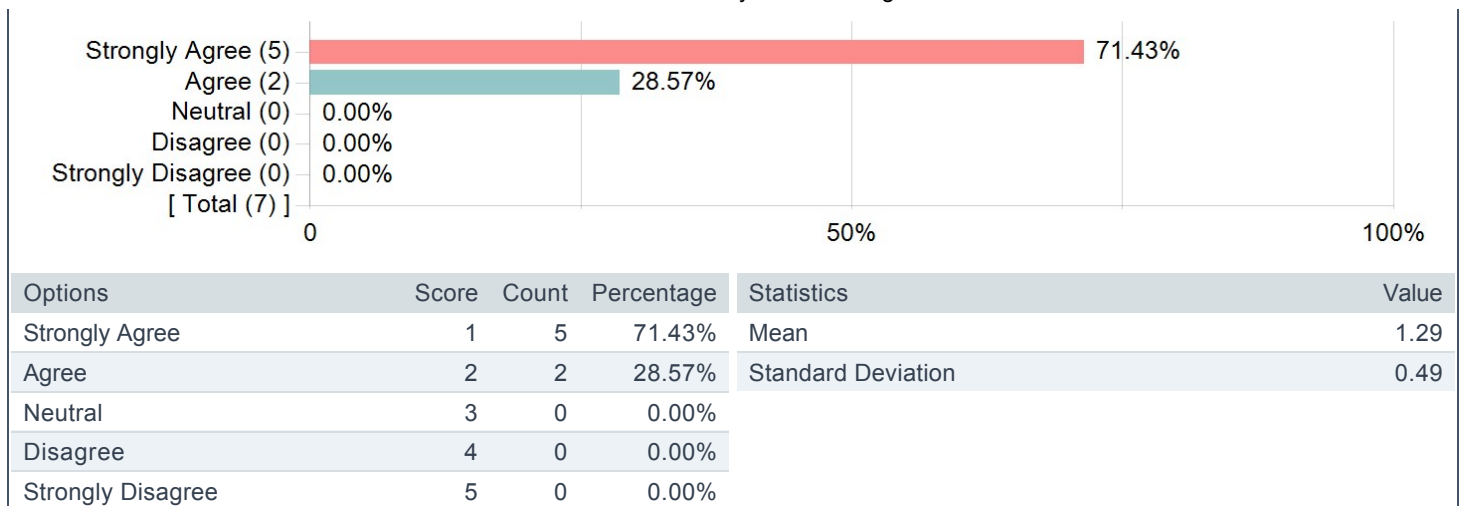 Strongly Agree (5) 71.43%
Agree (2) 28.57%
Neutral (0) 0.00%
Disagree (0) 0.00%
Strongly Disagree (0) 0.00%
[ Total (7) ]
0 50% 100%
Options Score Count Percentage Statistics Value
Strongly Agree 1 5 71.43% Mean 1.29
Agree 2 2 28.57% Standard Deviation 0.49
Neutral 3 0 0.00%
Disagree 4 0 0.00%
Strongly Disagree 5 0 0.00%